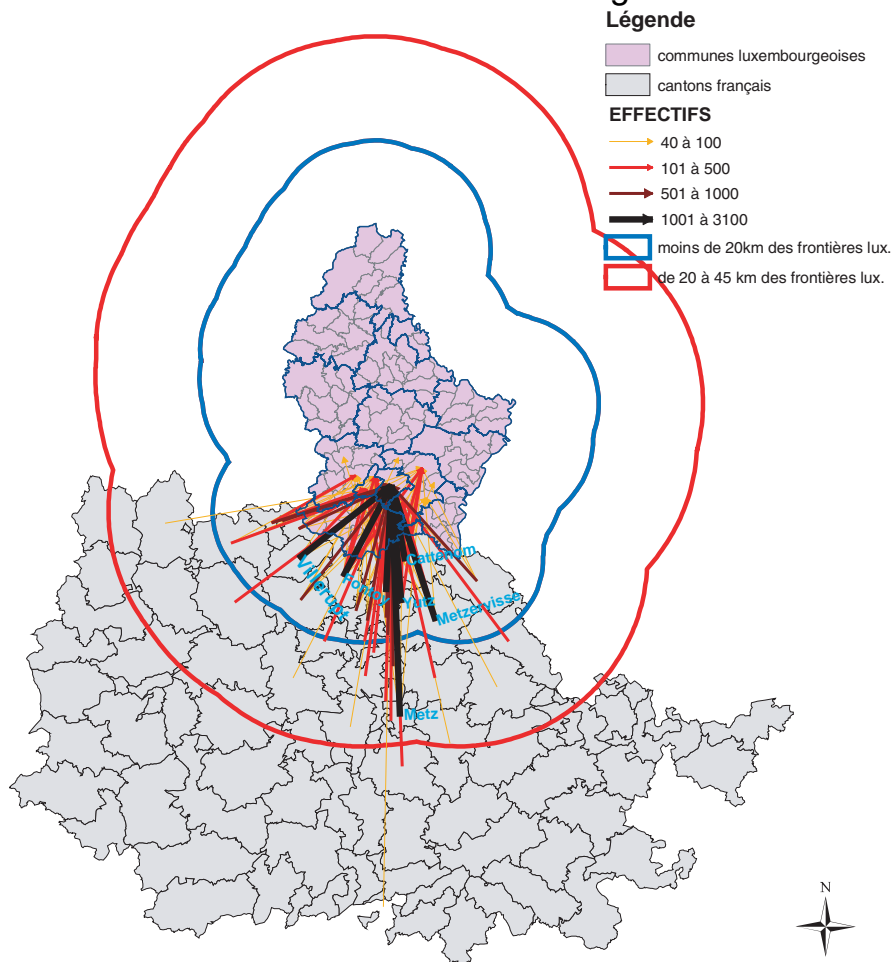 Légende
communes luxembourgeoises
cantons français
EFFECTIFS
40 à 100
101 à 500
501 à 1000
1001 à 3100
moins de 20km des frontières lux.
de 20 à 45 km des frontières lux.
Cattenom
Villerupt
Fontoy
Yutz
Metzervisse
Metz
N